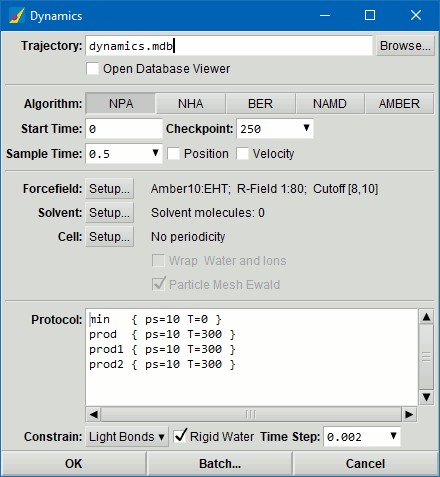 Dynamics
Trajectory: dynamics.mdb Browse...
Open Database Viewer
Algorithm: NPA NHA BER NAMD AMBER
Start Time: 0 Checkpoint: 250
Sample Time: 0.5 Position Velocity
Forcefield: Setup... Amber10:EHT; R-Field 1:80; Cutoff [8,10]
Solvent: Setup... Solvent molecules: 0
Cell: Setup... No periodicity
Wrap Water and Ions
Particle Mesh Ewald
Protocol: min { ps=10 T=0 }
prod { ps=10 T=300 }
prod1 { ps=10 T=300 }
prod2 { ps=10 T=300 }
Constrain: Light Bonds Rigid Water Time Step: 0.002
OK Batch... Cancel